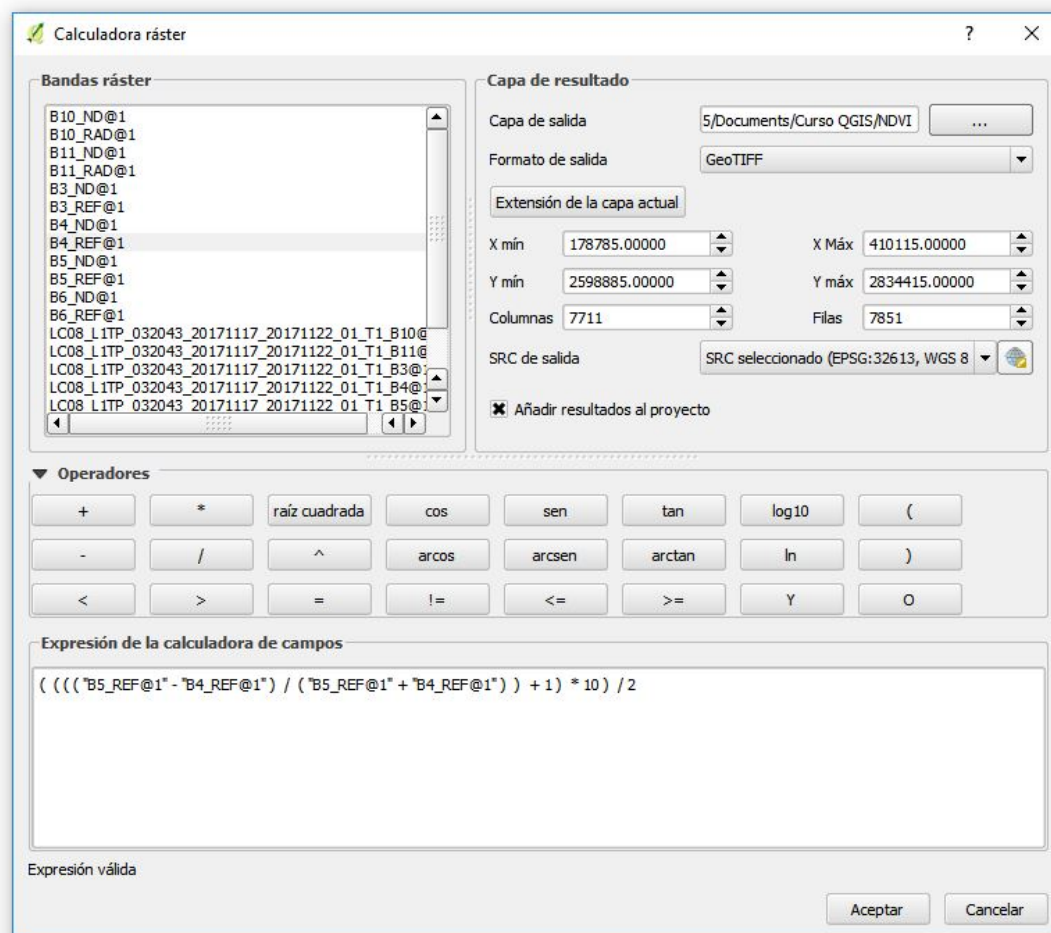 Calculadora ráster
?
Bandas ráster
B10_ND@1
B10_RAD@1
B11_ND@1
B11_RAD@1
B3_ND@1
B3_REF@1
B4_ND@1
B4_REF@1
B5_ND@1
B5_REF@1
B6_ND@1
B6_REF@1
LC08_L1TP_032043_20171117_20171122_01_T1_B10@
LC08_L1TP_032043_20171117_20171122_01_T1_B11@
LC08_L1TP_032043_20171117_20171122_01_T1_B3@1
LC08_L1TP_032043_20171117_20171122_01_T1_B4@1
LC08_L1TP_032043_20171117_20171122_01_T1_B5@1
Capa de resultado
Capa de salida 5/Documents/Curso QGIS/NDVI ...
Formato de salida GeoTIFF
Extensión de la capa actual
X mín 178785.00000 X Máx 410115.00000
Y mín 2598885.00000 Y máx 2834415.00000
Columnas 7711 Filas 7851
SRC de salida SRC seleccionado (EPSG:32613, WGS 8
Añadir resultados al proyecto
Operadores
+ * raíz cuadrada cos sen tan log10 (
- / ^ arcos arcsen arctan ln )
< > = != <= >= Y O
Expresión de la calculadora de campos
( ( ( ( "B5_REF@1" - "B4_REF@1" ) / ( "B5_REF@1" + "B4_REF@1" ) ) + 1 ) * 10 ) / 2
Expresión válida
Aceptar Cancelar